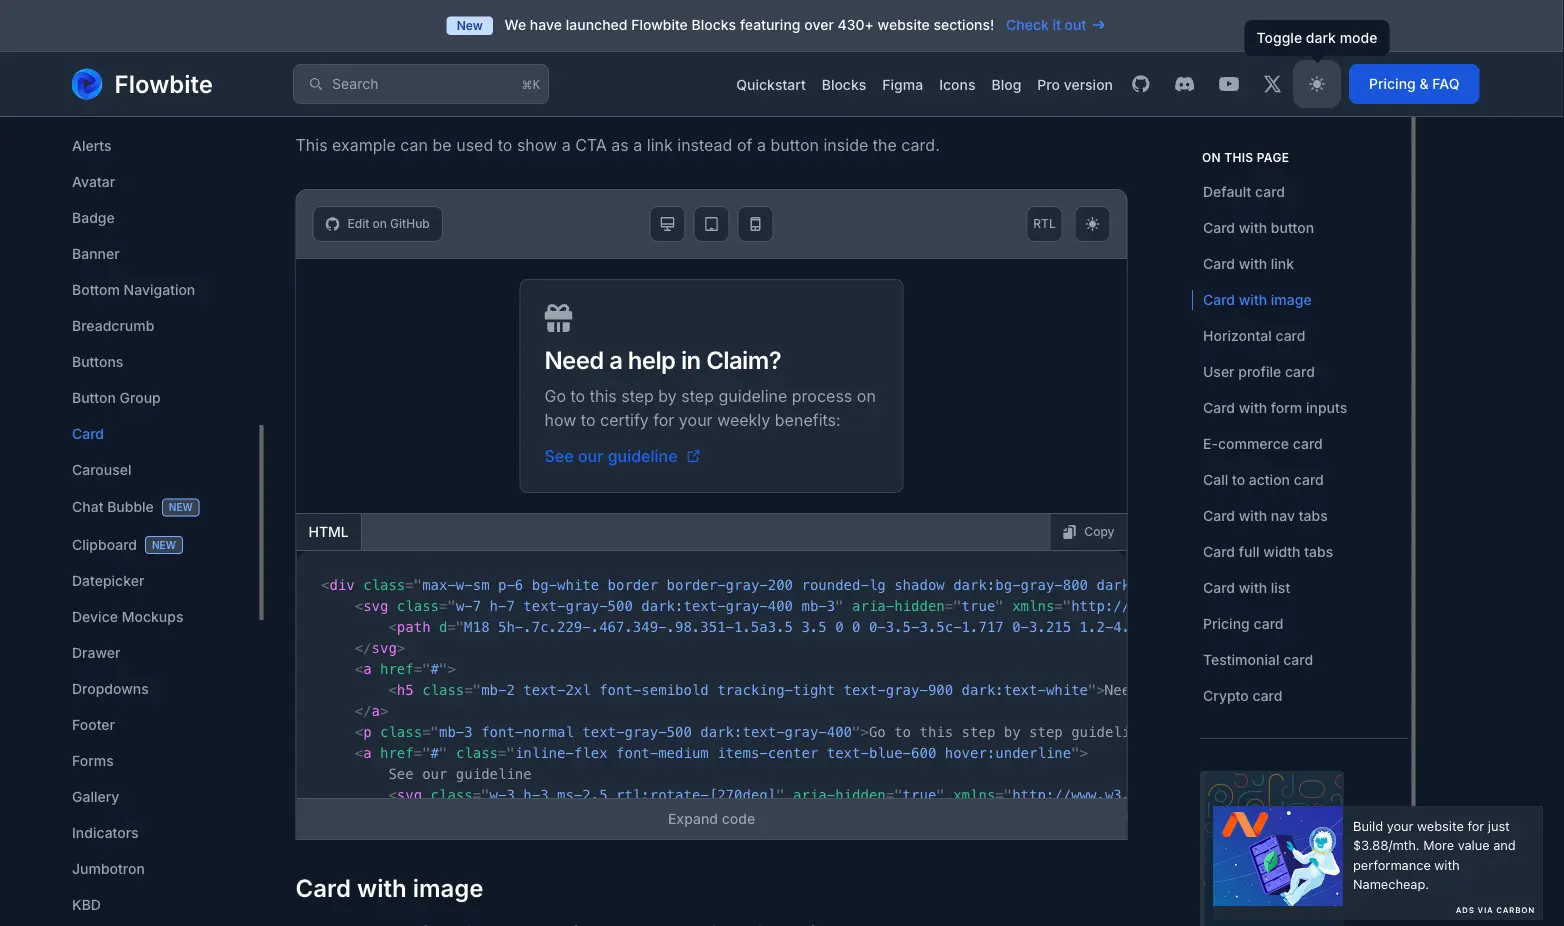 New We have launched Flowbite Blocks featuring over 430+ website sections! Check it out →
Toggle dark mode
Flowbite
Search ⌘K
Quickstart Blocks Figma Icons Blog Pro version Pricing & FAQ
Alerts
Avatar
Badge
Banner
Bottom Navigation
Breadcrumb
Buttons
Button Group
Card
Carousel
Chat Bubble NEW
Clipboard NEW
Datepicker
Device Mockups
Drawer
Dropdowns
Footer
Forms
Gallery
Indicators
Jumbotron
KBD
This example can be used to show a CTA as a link instead of a button inside the card.
Edit on GitHub RTL
Need a help in Claim?
Go to this step by step guideline process on
how to certify for your weekly benefits:
See our guideline
HTML Copy
<div class="max-w-sm p-6 bg-white border border-gray-200 rounded-lg shadow dark:bg-gray-800 dark
<svg class="w-7 h-7 text-gray-500 dark:text-gray-400 mb-3" aria-hidden="true" xmlns="http://
<path d="M18 5h-.7c.229-.467.349-.98.351-1.5a3.5 3.5 0 0 0-3.5-3.5c-1.717 0-3.215 1.2-4.
</svg>
<a href="#">
<h5 class="mb-2 text-2xl font-semibold tracking-tight text-gray-900 dark:text-white">Nee
</a>
<p class="mb-3 font-normal text-gray-500 dark:text-gray-400">Go to this step by step guideli
<a href="#" class="inline-flex font-medium items-center text-blue-600 hover:underline">
See our guideline
<svg class="w-3 h-3 ms-2.5 rtl:rotate-[270deg]" aria-hidden="true" xmlns="http://www.w3.
Expand code
Card with image
ON THIS PAGE
Default card
Card with button
Card with link
Card with image
Horizontal card
User profile card
Card with form inputs
E-commerce card
Call to action card
Card with nav tabs
Card full width tabs
Card with list
Pricing card
Testimonial card
Crypto card
Build your website for just
$3.88/mth. More value and
performance with
Namecheap.
ADS VIA CARBON